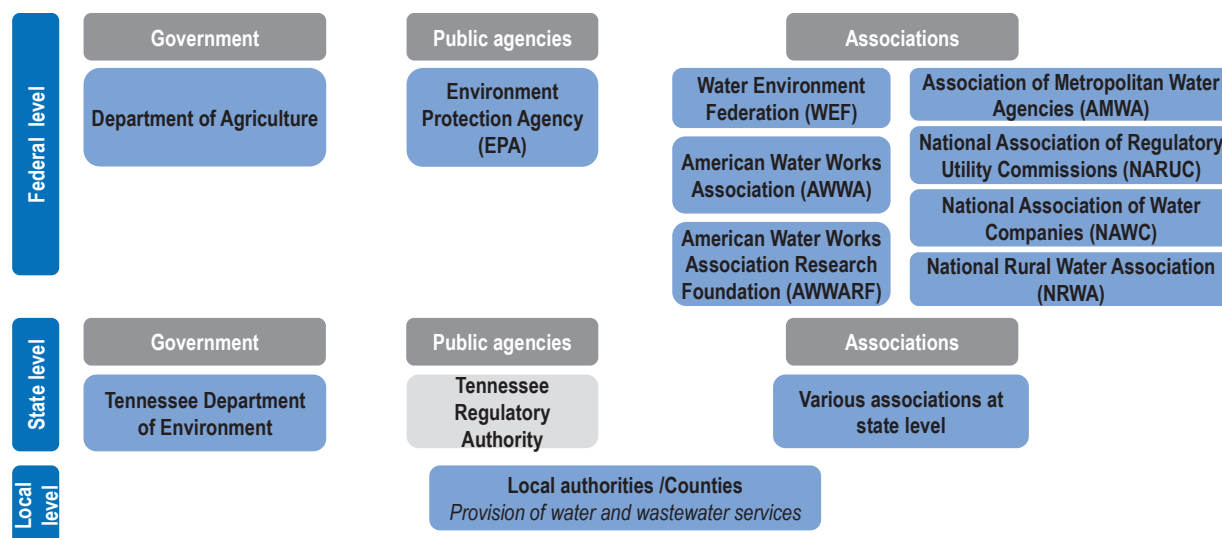 Federal level
Government
Public agencies
Associations
Department of Agriculture
Environment
Protection Agency
(EPA)
Water Environment
Federation (WEF)
American Water Works
Association (AWWA)
American Water Works
Association Research
Foundation (AWWARF)
Association of Metropolitan Water
Agencies (AMWA)
National Association of Regulatory
Utility Commissions (NARUC)
National Association of Water
Companies (NAWC)
National Rural Water Association
(NRWA)
State level
Government
Public agencies
Associations
Tennessee Department
of Environment
Tennessee
Regulatory
Authority
Various associations at
state level
Local
level
Local authorities /Counties
Provision of water and wastewater services